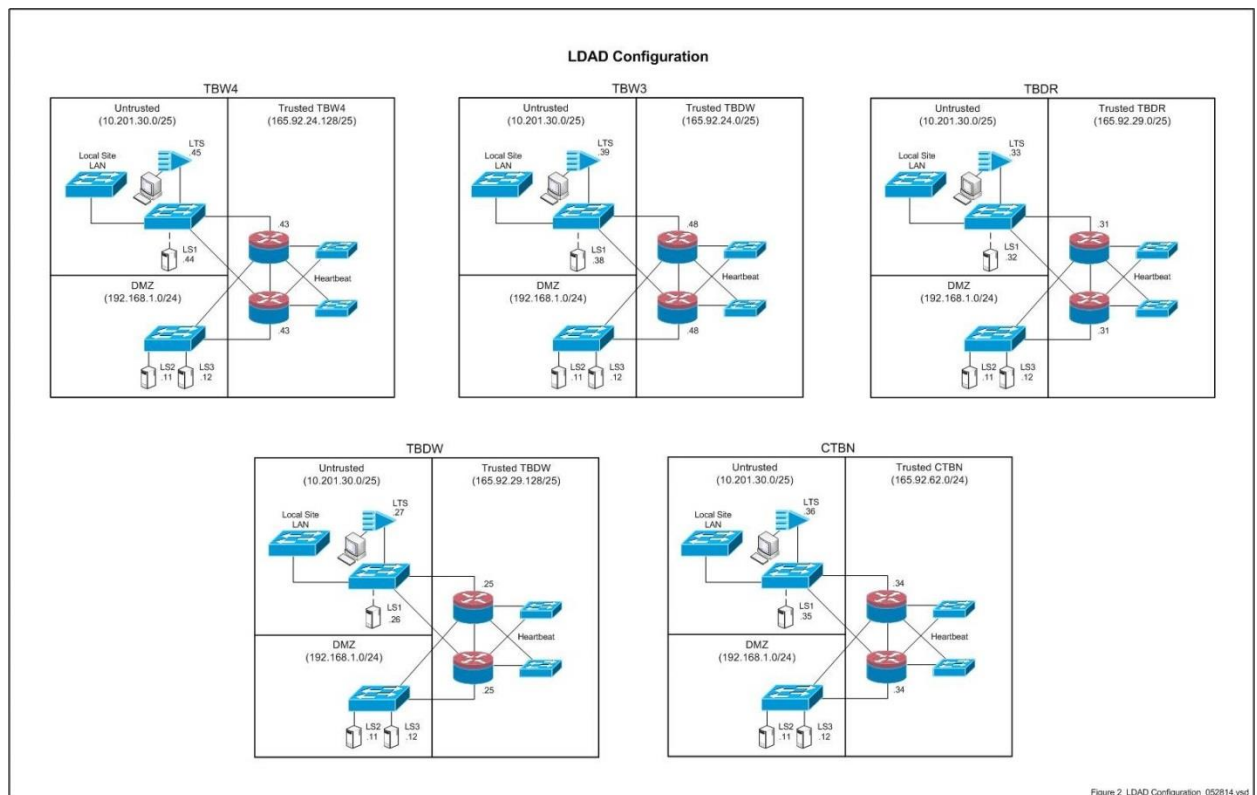 LDAD Configuration
TBW4
Untrusted
(10.201.30.0/25)
Trusted TBW4
(165.92.24.128/25)
LTS
.45
Local Site
LAN
.43
LS1
.44
Heartbeat
DMZ
(192.168.1.0/24)
.43
LS2
.11
LS3
.12
TBW3
Untrusted
(10.201.30.0/25)
Trusted TBDW
(165.92.24.0/25)
LTS
.39
Local Site
LAN
.48
LS1
.38
Heartbeat
DMZ
(192.168.1.0/24)
.48
LS2
.11
LS3
.12
TBDR
Untrusted
(10.201.30.0/25)
Trusted TBDR
(165.92.29.0/25)
LTS
.33
Local Site
LAN
.31
LS1
.32
Heartbeat
DMZ
(192.168.1.0/24)
.31
LS2
.11
LS3
.12
TBDW
Untrusted
(10.201.30.0/25)
Trusted TBDW
(165.92.29.128/25)
LTS
.27
Local Site
LAN
.25
LS1
.26
Heartbeat
DMZ
(192.168.1.0/24)
.25
LS2
.11
LS3
.12
CTBN
Untrusted
(10.201.30.0/25)
Trusted CTBN
(165.92.62.0/24)
LTS
.36
Local Site
LAN
.34
LS1
.35
Heartbeat
DMZ
(192.168.1.0/24)
.34
LS2
.11
LS3
.12
Figure 2_LDAD Configuration_052814.vsd